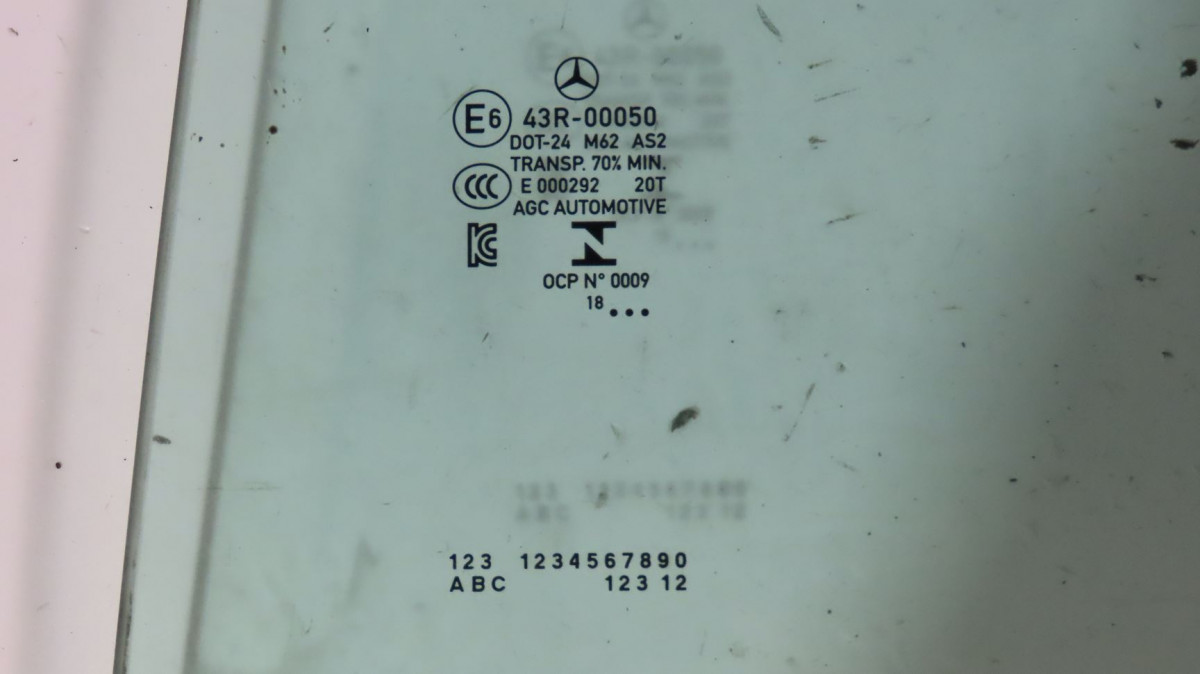 E6 43R-00050
DOT-24 M62 AS2
TRANSP. 70% MIN.
CCC E 000292 20T
AGC AUTOMOTIVE
KC N
OCP N° 0009
18 ...
123 1234567890
ABC 123 12